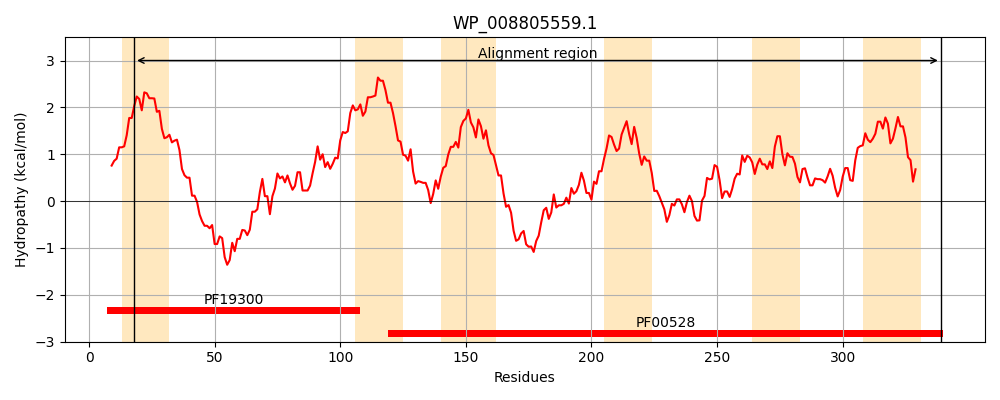 WP_008805559.1
Alignment region
3
2
1
0
−1
−2
−3
Hydropathy (kcal/mol)
PF19300
PF00528
0 50 100 150 200 250 300
Residues